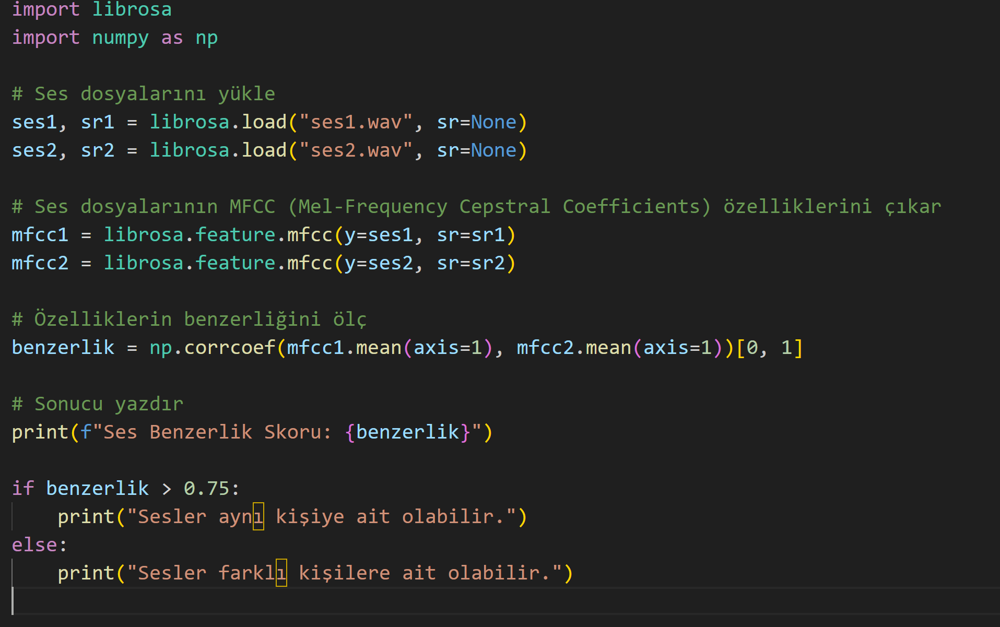 import librosa
import numpy as np
# Ses dosyalarını yükle
ses1, sr1 = librosa.load("ses1.wav", sr=None)
ses2, sr2 = librosa.load("ses2.wav", sr=None)
# Ses dosyalarının MFCC (Mel-Frequency Cepstral Coefficients) özelliklerini çıkar
mfcc1 = librosa.feature.mfcc(y=ses1, sr=sr1)
mfcc2 = librosa.feature.mfcc(y=ses2, sr=sr2)
# Özelliklerin benzerliğini ölç
benzerlik = np.corrcoef(mfcc1.mean(axis=1), mfcc2.mean(axis=1))[0, 1]
# Sonucu yazdır
print(f"Ses Benzerlik Skoru: {benzerlik}")
if benzerlik > 0.75:
    print("Sesler aynı kişiye ait olabilir.")
else:
    print("Sesler farklı kişilere ait olabilir.")